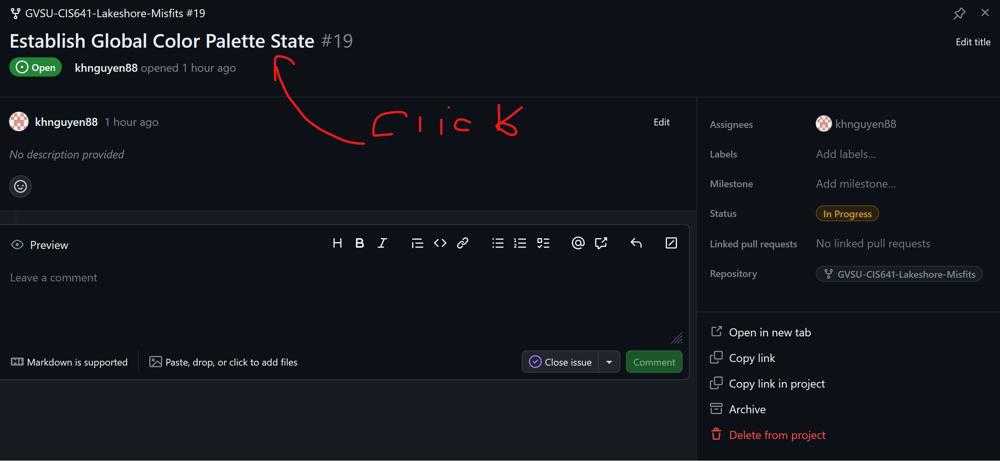 GVSU-CIS641-Lakeshore-Misfits #19
Establish Global Color Palette State #19
Edit title
Open
khnguyen88 opened 1 hour ago
Click
khnguyen88 1 hour ago
Edit
No description provided
Preview
Leave a comment
Markdown is supported
Paste, drop, or click to add files
Close issue
Comment
Assignees
khnguyen88
Labels
Add labels...
Milestone
Add milestone...
Status
In Progress
Linked pull requests
No linked pull requests
Repository
GVSU-CIS641-Lakeshore-Misfits
Open in new tab
Copy link
Copy link in project
Archive
Delete from project